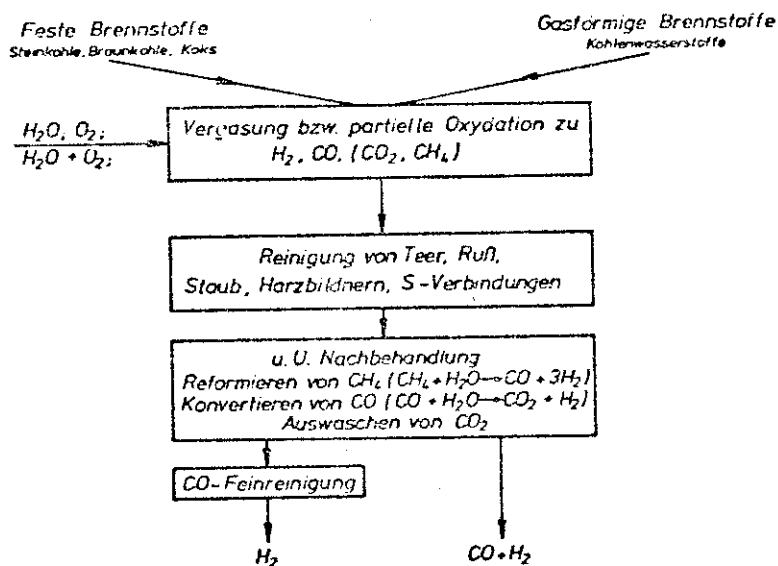 Feste Brennstoffe
Steinkohle, Braunkohle, Koks
Gasförmige Brennstoffe
Kohlenwasserstoffe
H₂O, O₂;
H₂O + O₂;
Vergasung bzw. partielle Oxydation zu
H₂, CO, (CO₂, CH₄)
Reinigung von Teer, Ruß,
Staub, Harzbildnern, S-Verbindungen
u. U. Nachbehandlung
Reformieren von CH₄ (CH₄ + H₂O → CO + 3H₂)
Konvertieren von CO (CO + H₂O → CO₂ + H₂)
Auswaschen von CO₂
CO-Feinreinigung
H₂
CO + H₂